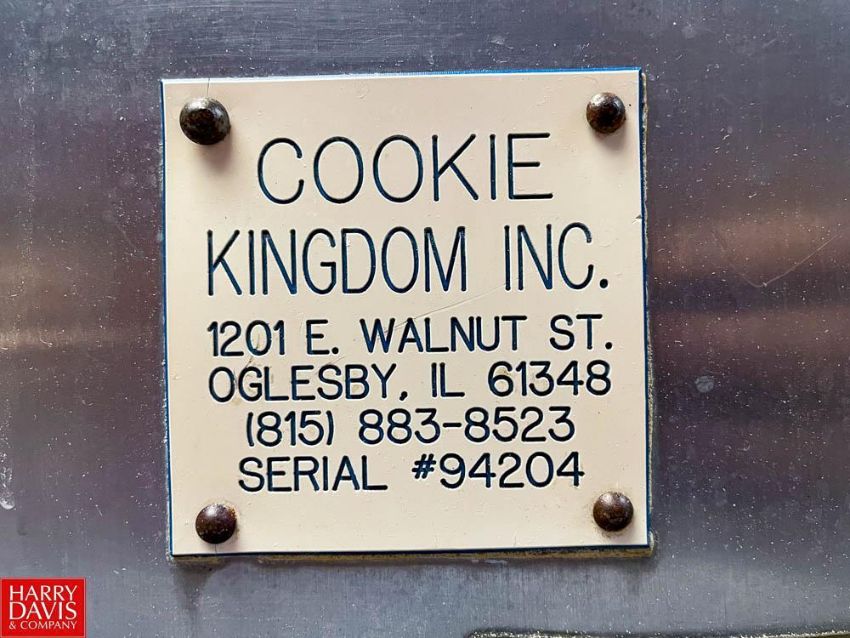 COOKIE
KINGDOM INC.
1201 E. WALNUT ST.
OGLESBY, IL 61348
(815) 883-8523
SERIAL #94204
HARRY
DAVIS
& COMPANY